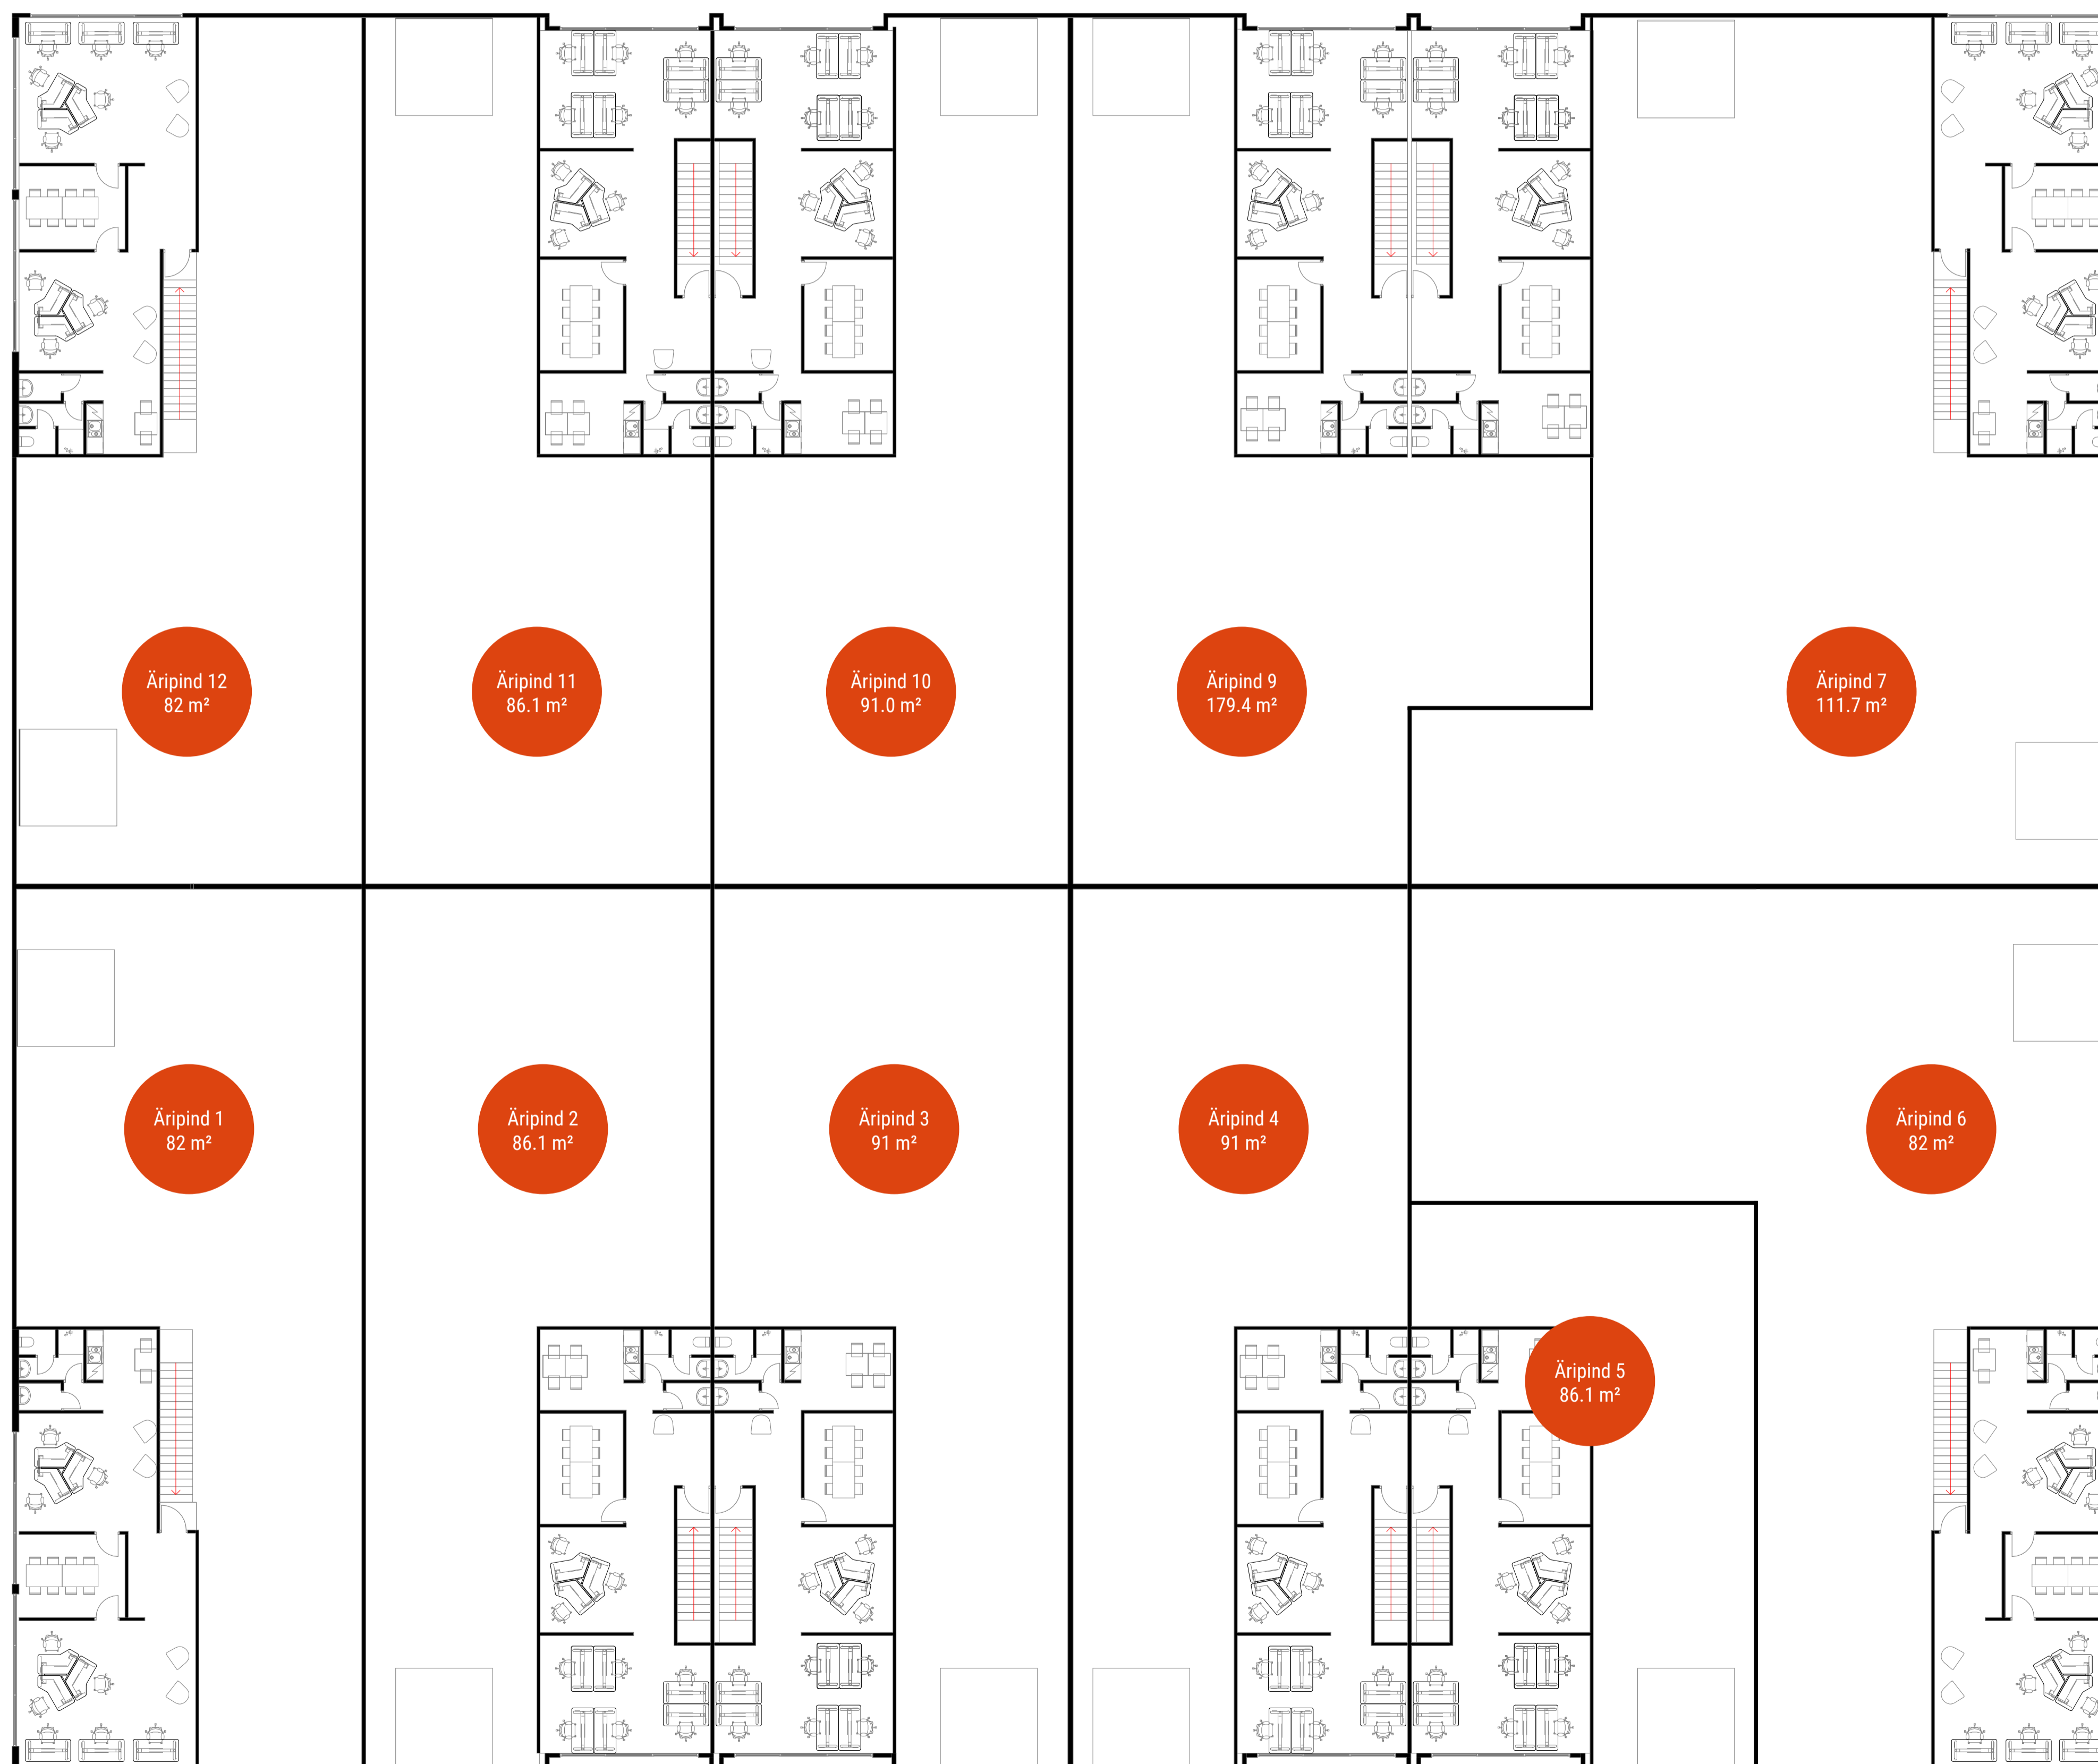 Äripind 12
82 m²
Äripind 11
86.1 m²
Äripind 10
91.0 m²
Äripind 9
179.4 m²
Äripind 7
111.7 m²
Äripind 1
82 m²
Äripind 2
86.1 m²
Äripind 3
91 m²
Äripind 4
91 m²
Äripind 6
82 m²
Äripind 5
86.1 m²